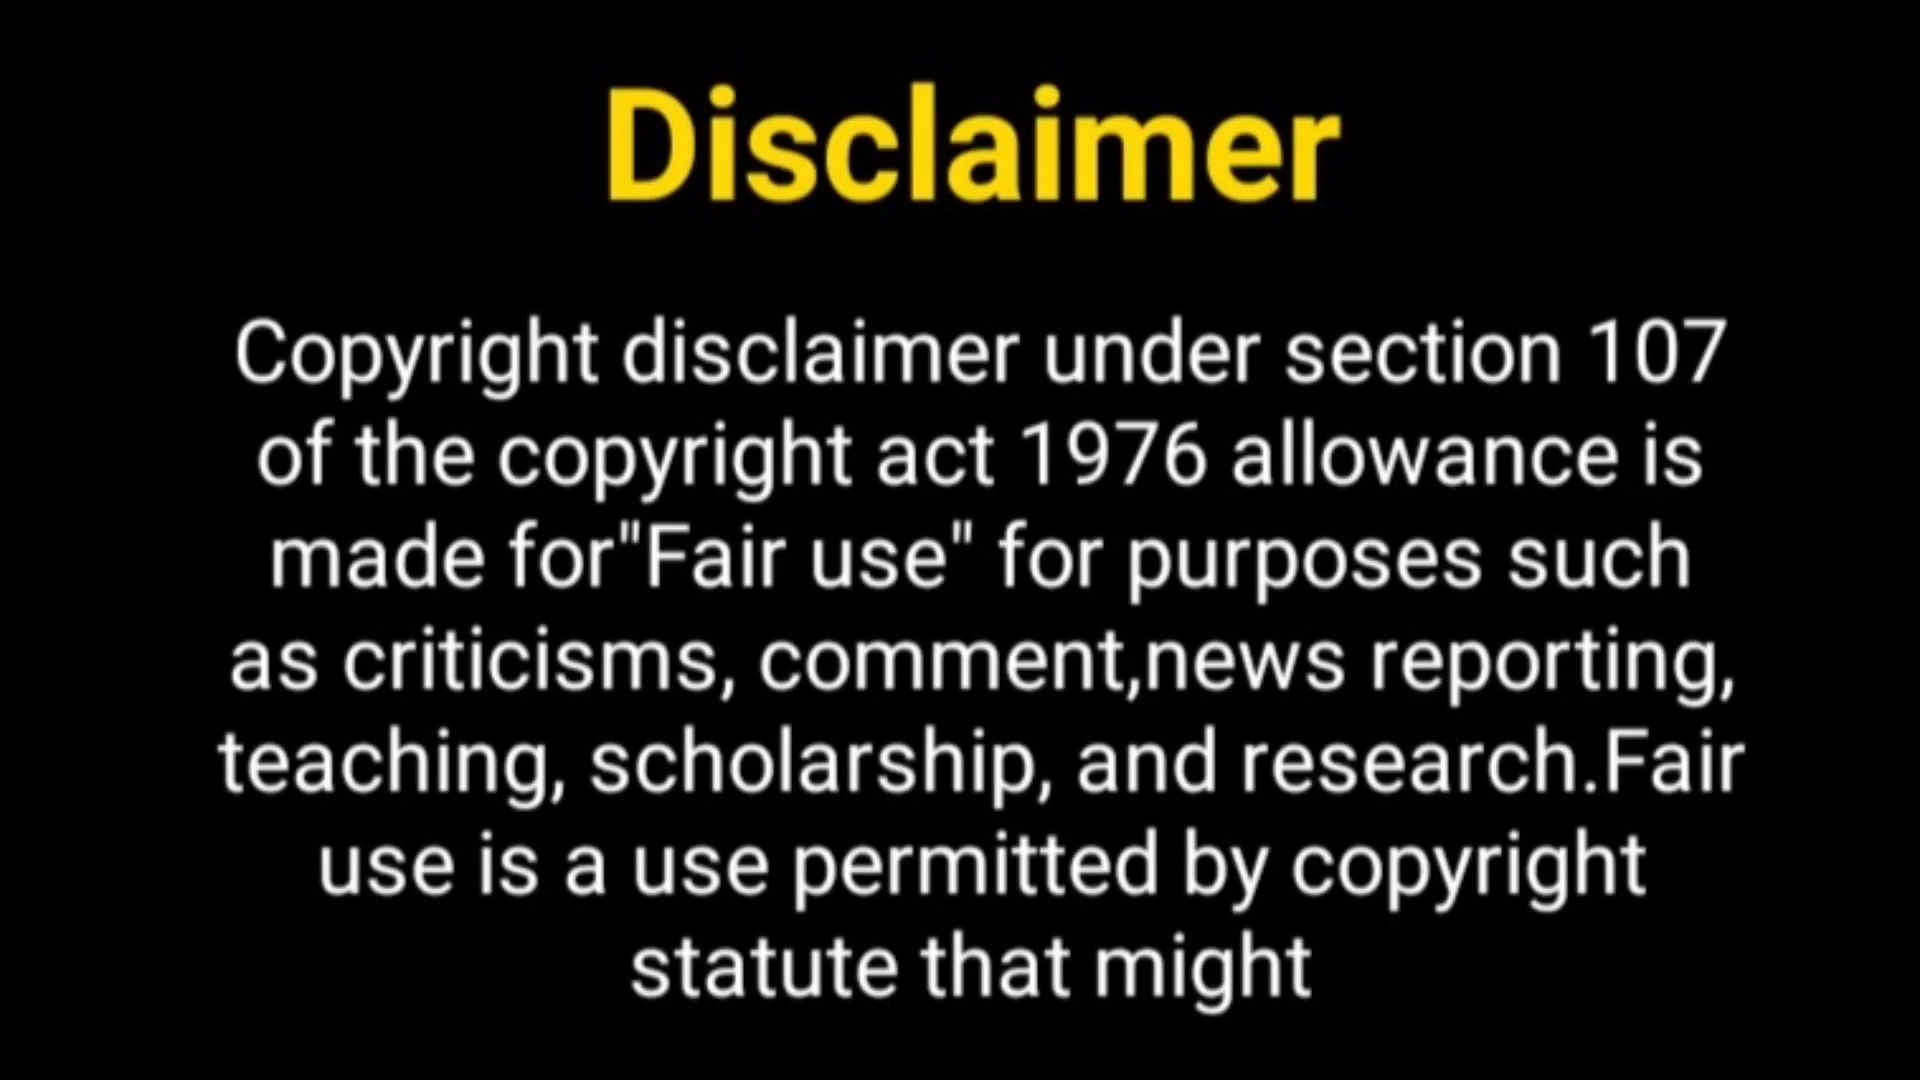 Disclaimer
Copyright disclaimer under section 107
of the copyright act 1976 allowance is
made for"Fair use" for purposes such
as criticisms, comment,news reporting,
teaching, scholarship, and research.Fair
use is a use permitted by copyright
statute that might